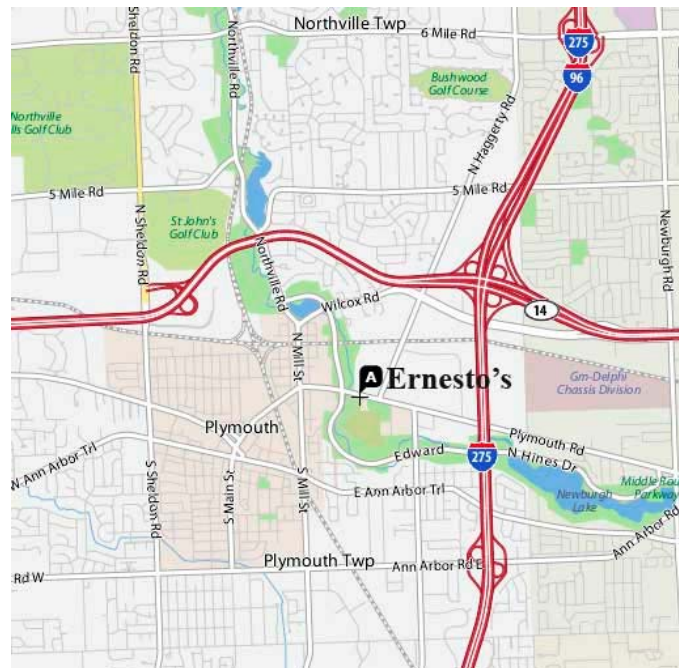 Northville Twp
6 Mile Rd
275
96
Sheldon Rd
Northville Rd
Bushwood
Golf Course
N Haggerty Rd
Northville
lls Golf Club
5 Mile Rd
5 Mile Rd
N Sheldon Rd
St John's
Golf Club
Newburgh Rd
Northville Rd
Wilcox Rd
14
N Mill St
A
Ernesto's
Gm-Delphi
Chassis Division
Plymouth
Plymouth Rd
Edward
N Hines Dr
275
W Ann Arbor Trl
E Ann Arbor Trl
S Sheldon Rd
S Main St
S Mill St
Newburgh
Lake
Middle Rou
Parkway
Ann Arbor Rd
Plymouth Twp
Rd W
Ann Arbor Rd E